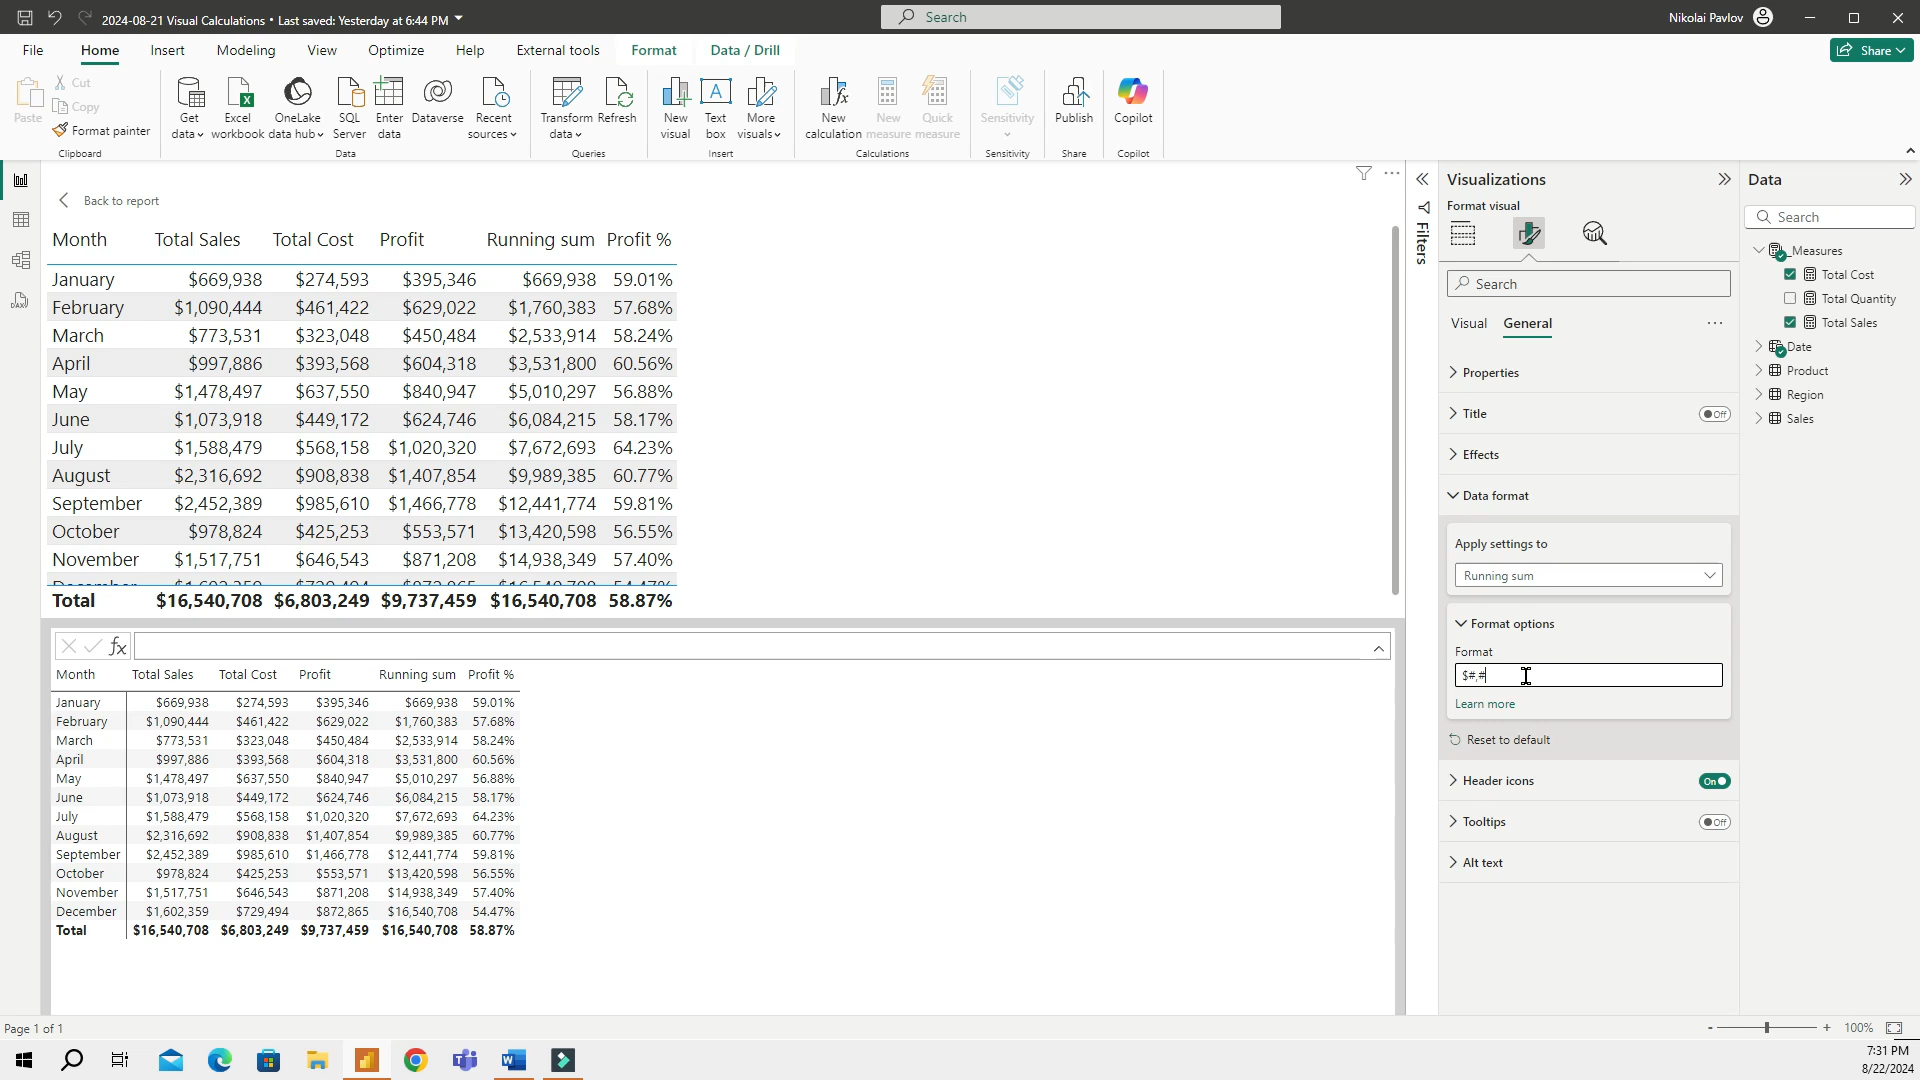 2024-08-21 Visual Calculations • Last saved: Yesterday at 6:44 PM
Search
Nikolai Pavlov
File Home Insert Modeling View Optimize Help External tools Format Data / Drill
Share
Paste
Cut
Copy
Format painter
Get data
Excel workbook
OneLake data hub
SQL Server
Enter data
Dataverse
Recent sources
Transform data
Refresh
New visual
Text box
More visuals
New calculation
New measure
Quick measure
Sensitivity
Publish
Copilot
Clipboard Data Queries Insert Calculations Sensitivity Share Copilot
Back to report
Month Total Sales Total Cost Profit Running sum Profit %
January $669,938 $274,593 $395,346 $669,938 59.01%
February $1,090,444 $461,422 $629,022 $1,760,383 57.68%
March $773,531 $323,048 $450,484 $2,533,914 58.24%
April $997,886 $393,568 $604,318 $3,531,800 60.56%
May $1,478,497 $637,550 $840,947 $5,010,297 56.88%
June $1,073,918 $449,172 $624,746 $6,084,215 58.17%
July $1,588,479 $568,158 $1,020,320 $7,672,693 64.23%
August $2,316,692 $908,838 $1,407,854 $9,989,385 60.77%
September $2,452,389 $985,610 $1,466,778 $12,441,774 59.81%
October $978,824 $425,253 $553,571 $13,420,598 56.55%
November $1,517,751 $646,543 $871,208 $14,938,349 57.40%
December $1,602,359 $729,494 $872,865 $16,540,708 54.47%
Total $16,540,708 $6,803,249 $9,737,459 $16,540,708 58.87%
fx
Month Total Sales Total Cost Profit Running sum Profit %
January $669,938 $274,593 $395,346 $669,938 59.01%
February $1,090,444 $461,422 $629,022 $1,760,383 57.68%
March $773,531 $323,048 $450,484 $2,533,914 58.24%
April $997,886 $393,568 $604,318 $3,531,800 60.56%
May $1,478,497 $637,550 $840,947 $5,010,297 56.88%
June $1,073,918 $449,172 $624,746 $6,084,215 58.17%
July $1,588,479 $568,158 $1,020,320 $7,672,693 64.23%
August $2,316,692 $908,838 $1,407,854 $9,989,385 60.77%
September $2,452,389 $985,610 $1,466,778 $12,441,774 59.81%
October $978,824 $425,253 $553,571 $13,420,598 56.55%
November $1,517,751 $646,543 $871,208 $14,938,349 57.40%
December $1,602,359 $729,494 $872,865 $16,540,708 54.47%
Total $16,540,708 $6,803,249 $9,737,459 $16,540,708 58.87%
Filters
Visualizations
Format visual
Search
Visual General
Properties
Title Off
Effects
Data format
Apply settings to
Running sum
Format options
Format
$#,#
Learn more
Reset to default
Header icons On
Tooltips Off
Alt text
Data
Search
_Measures
Total Cost
Total Quantity
Total Sales
Date
Product
Region
Sales
Page 1 of 1
- + 100%
7:31 PM
8/22/2024